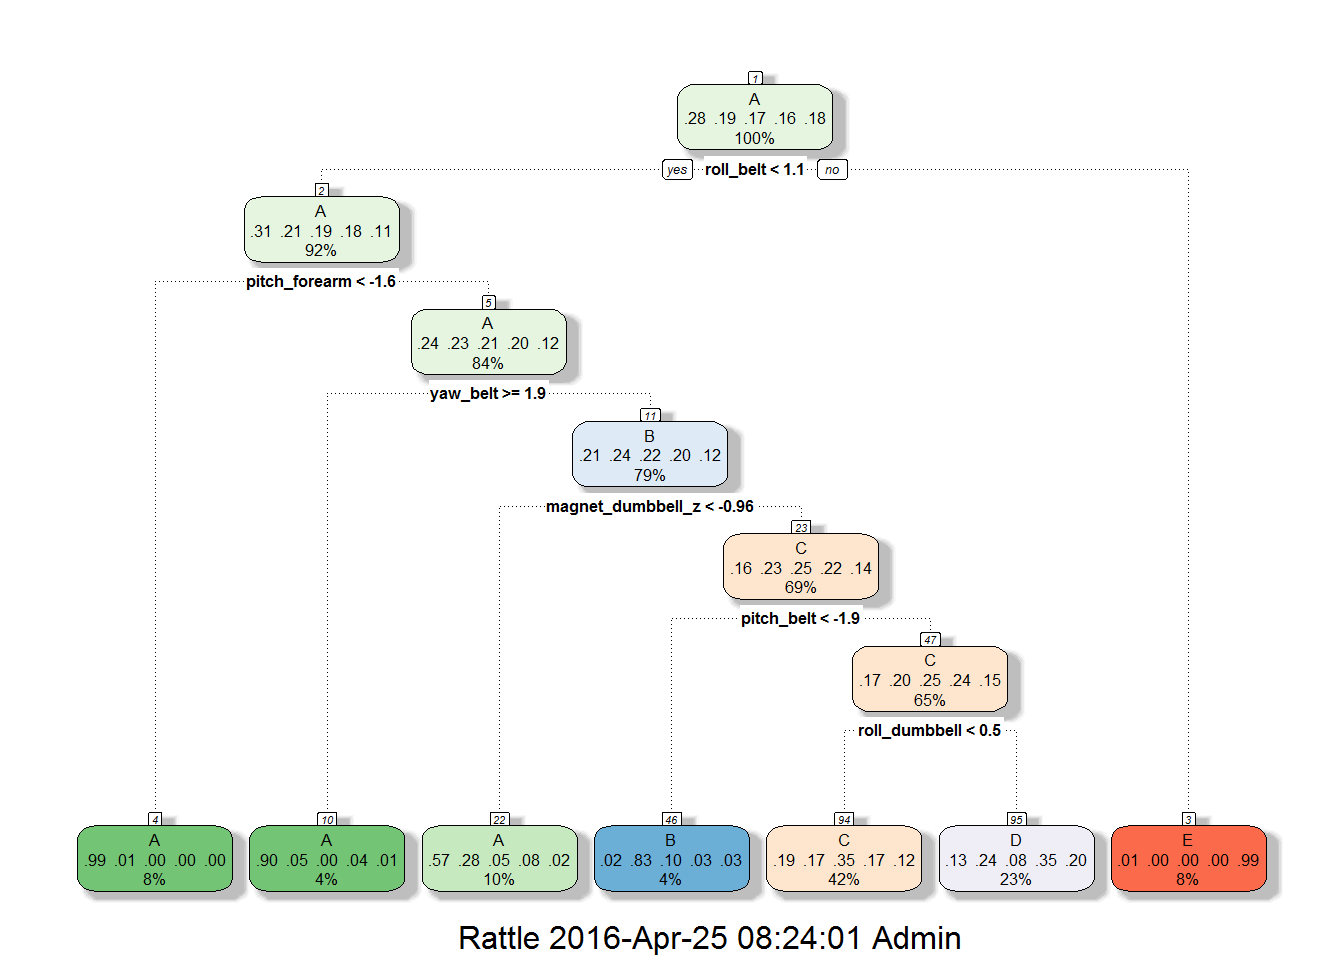 1
A
.28 .19 .17 .16 .18
100%
yes roll_belt < 1.1 no
2
A
.31 .21 .19 .18 .11
92%
pitch_forearm < -1.6
5
A
.24 .23 .21 .20 .12
84%
yaw_belt >= 1.9
11
B
.21 .24 .22 .20 .12
79%
magnet_dumbbell_z < -0.96
23
C
.16 .23 .25 .22 .14
69%
pitch_belt < -1.9
47
C
.17 .20 .25 .24 .15
65%
roll_dumbbell < 0.5
4
A
.99 .01 .00 .00 .00
8%
10
A
.90 .05 .00 .04 .01
4%
22
A
.57 .28 .05 .08 .02
10%
46
B
.02 .83 .10 .03 .03
4%
94
C
.19 .17 .35 .17 .12
42%
95
D
.13 .24 .08 .35 .20
23%
3
E
.01 .00 .00 .00 .99
8%
Rattle 2016-Apr-25 08:24:01 Admin